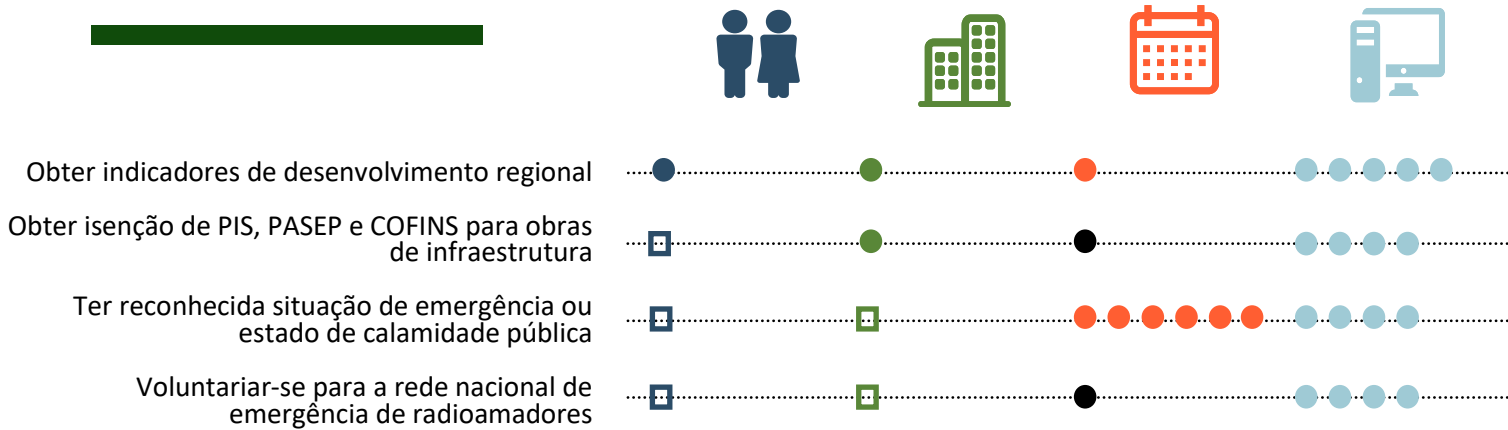 Obter indicadores de desenvolvimento regional
Obter isenção de PIS, PASEP e COFINS para obras
de infraestrutura
Ter reconhecida situação de emergência ou
estado de calamidade pública
Voluntariar-se para a rede nacional de
emergência de radioamadores